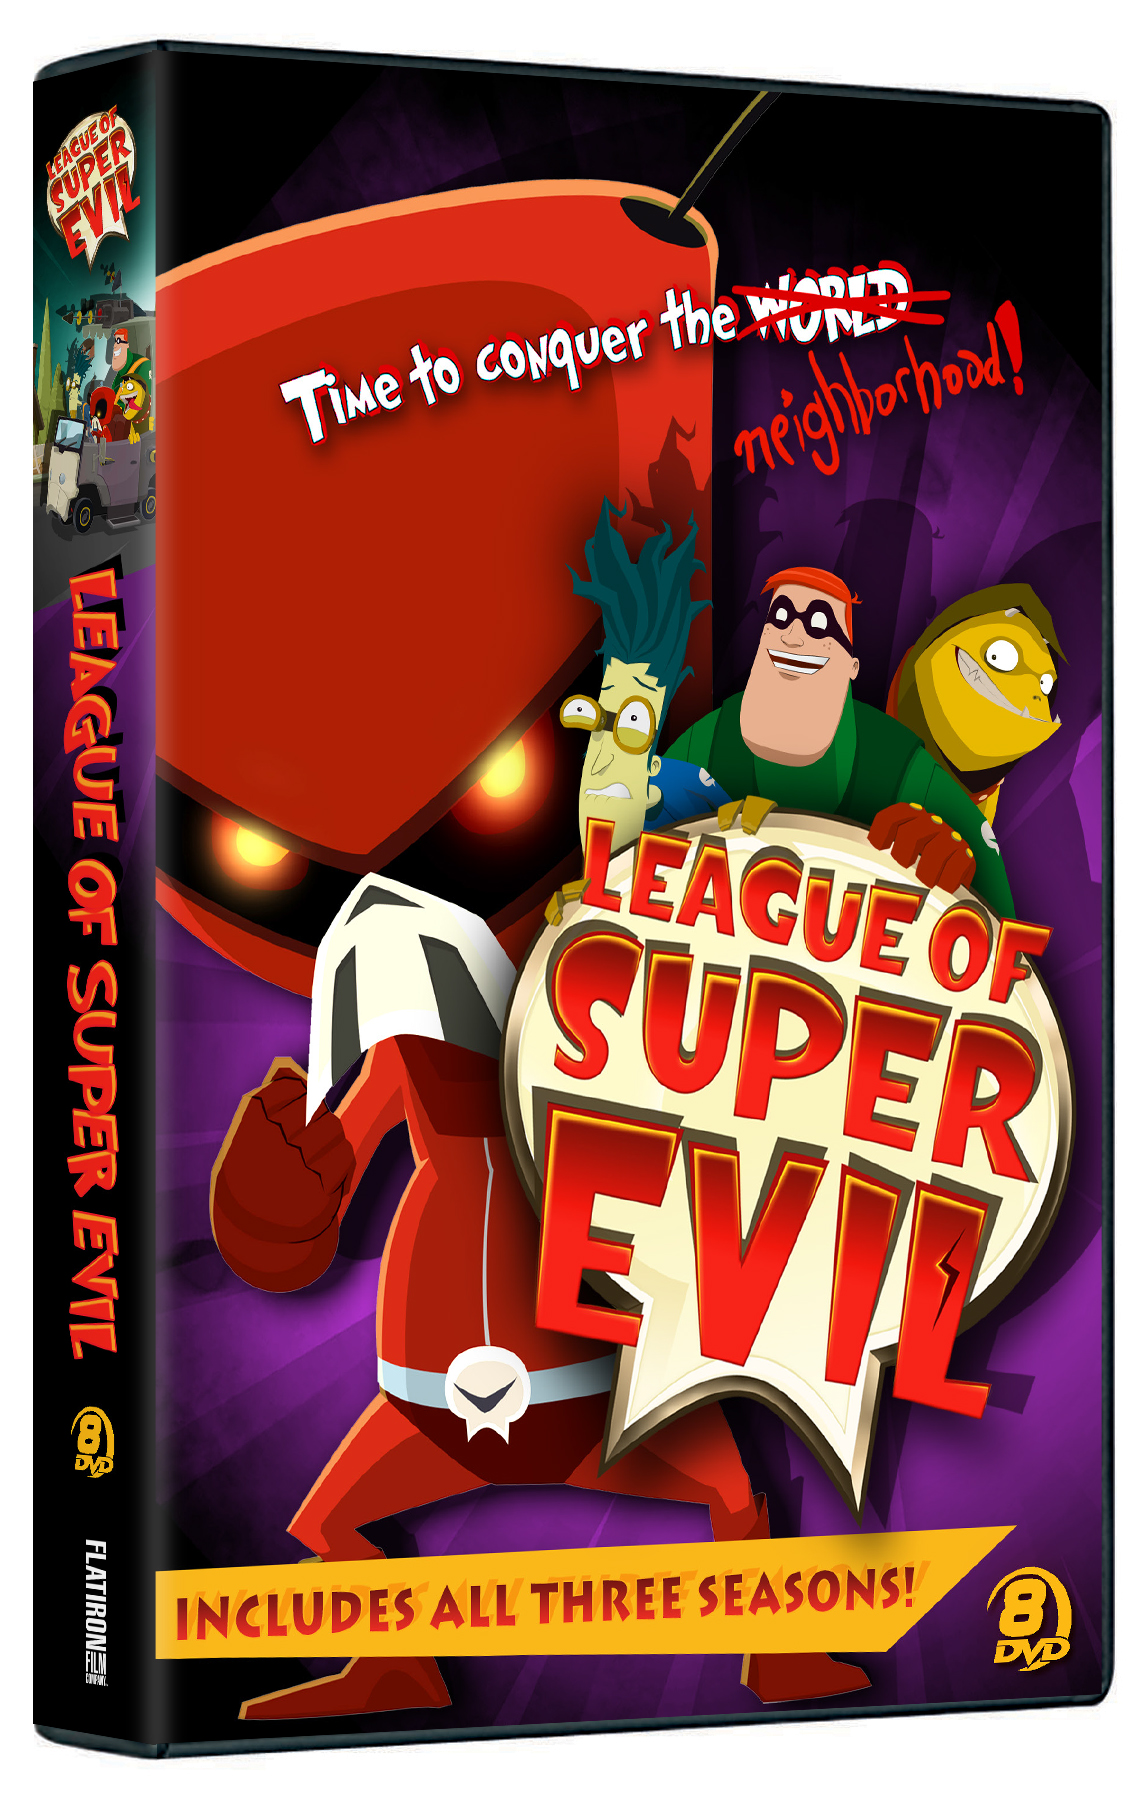 LEAGUE OF
SUPER
EVIL
LEAGUE OF SUPER EVIL
8
DVD
FLATIRON
FILM
COMPANY
Time to conquer the WORLD
neighborhood!
LEAGUE OF
SUPER
EVIL
INCLUDES ALL THREE SEASONS!
8
DVD